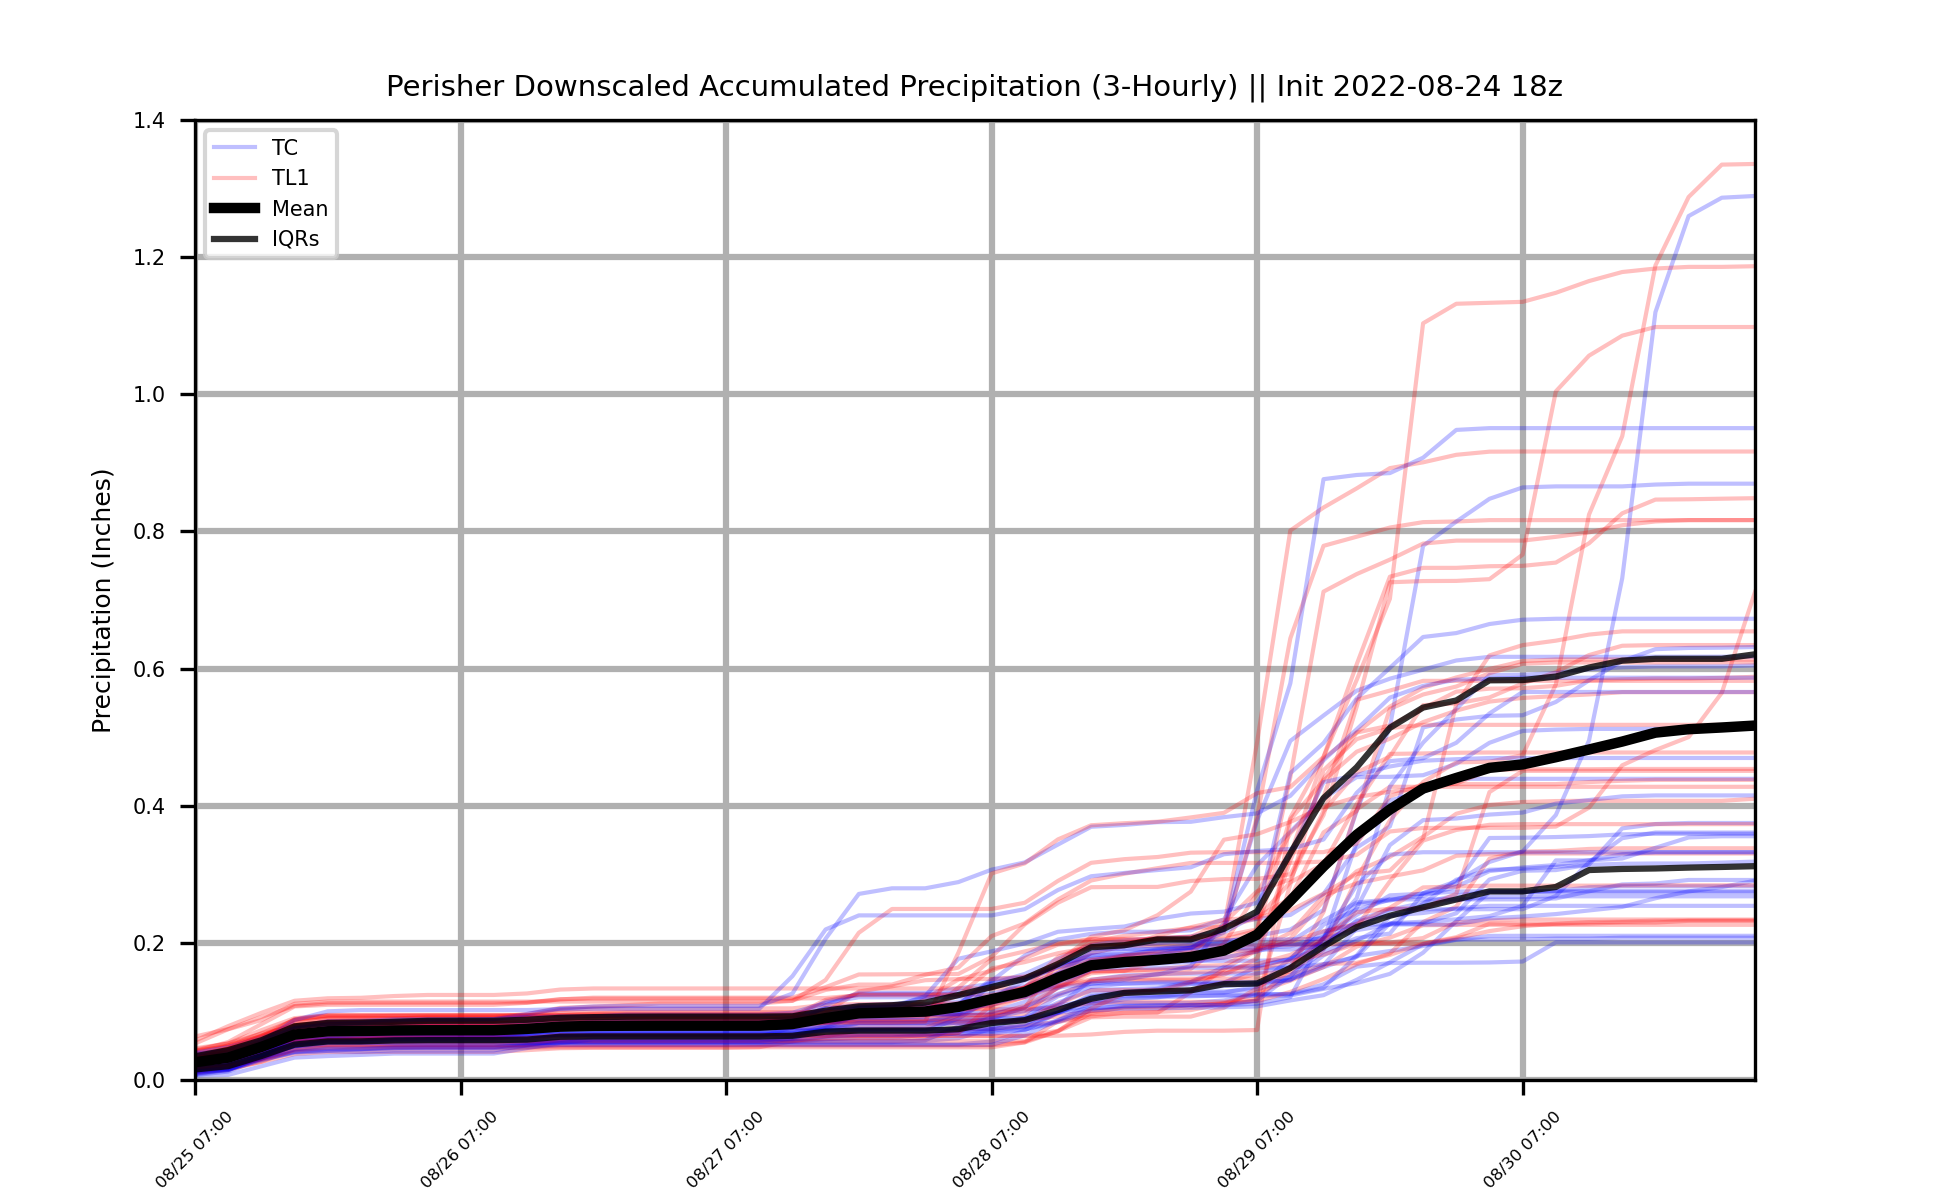 Perisher Downscaled Accumulated Precipitation (3-Hourly) || Init 2022-08-24 18z
TC
TL1
Mean
IQRs
Precipitation (Inches)
1.4
1.2
1.0
0.8
0.6
0.4
0.2
0.0
08/25 07:00
08/26 07:00
08/27 07:00
08/28 07:00
08/29 07:00
08/30 07:00